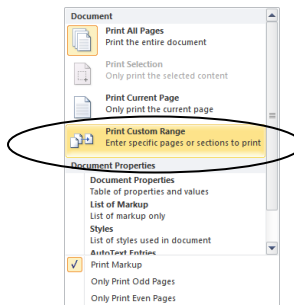 Document
Print All Pages
Print the entire document
Print Selection
Only print the selected content
Print Current Page
Only print the current page
Print Custom Range
Enter specific pages or sections to print
Document Properties
Document Properties
Table of properties and values
List of Markup
List of markup only
Styles
List of styles used in document
AutoText Entries
Print Markup
Only Print Odd Pages
Only Print Even Pages